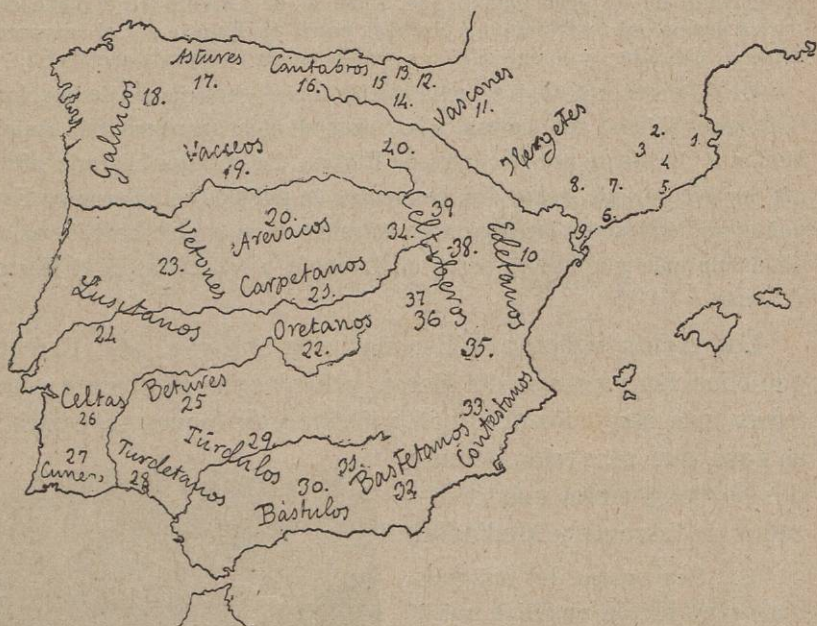 Astures
17.
Cántabros
16.
15
13.
12.
14.
Vascones
11.
18.
Galaicos
Ilergetes
2.
1.
3
4
5.
8.
7.
6.
9.
Vacceos
19.
40.
Celtíberos
39
34.
38.
37
36
Edetanos
10
20.
Arévacos
Vetones
23.
Carpetanos
21.
Lusitanos
24
Oretanos
22.
35.
Celtas
26
Betures
25
33.
Contestanos
27
Cuneos
Túrdulos
29.
Turdetanos
28
31.
30.
Bástulos
Bastetanos
32